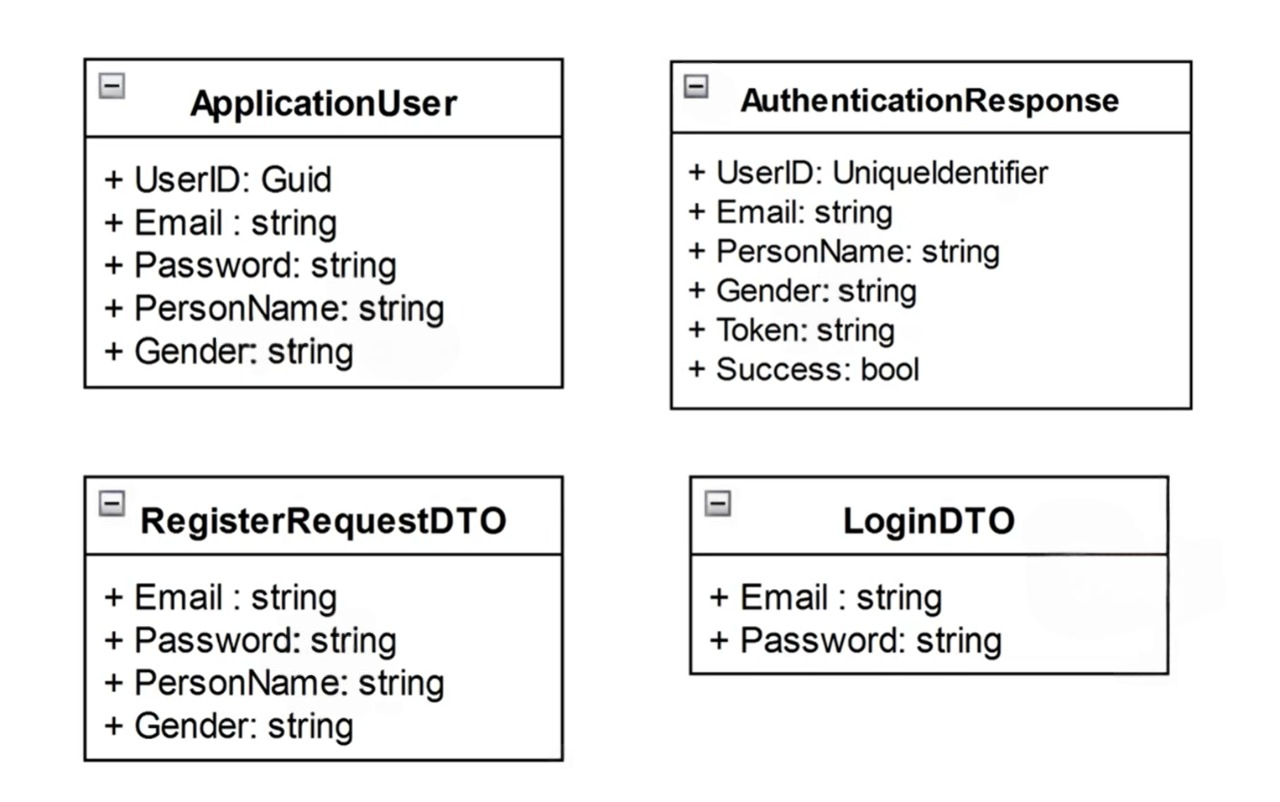 ApplicationUser
+ UserID: Guid
+ Email : string
+ Password: string
+ PersonName: string
+ Gender: string
AuthenticationResponse
+ UserID: UniqueIdentifier
+ Email: string
+ PersonName: string
+ Gender: string
+ Token: string
+ Success: bool
RegisterRequestDTO
+ Email : string
+ Password: string
+ PersonName: string
+ Gender: string
LoginDTO
+ Email : string
+ Password: string